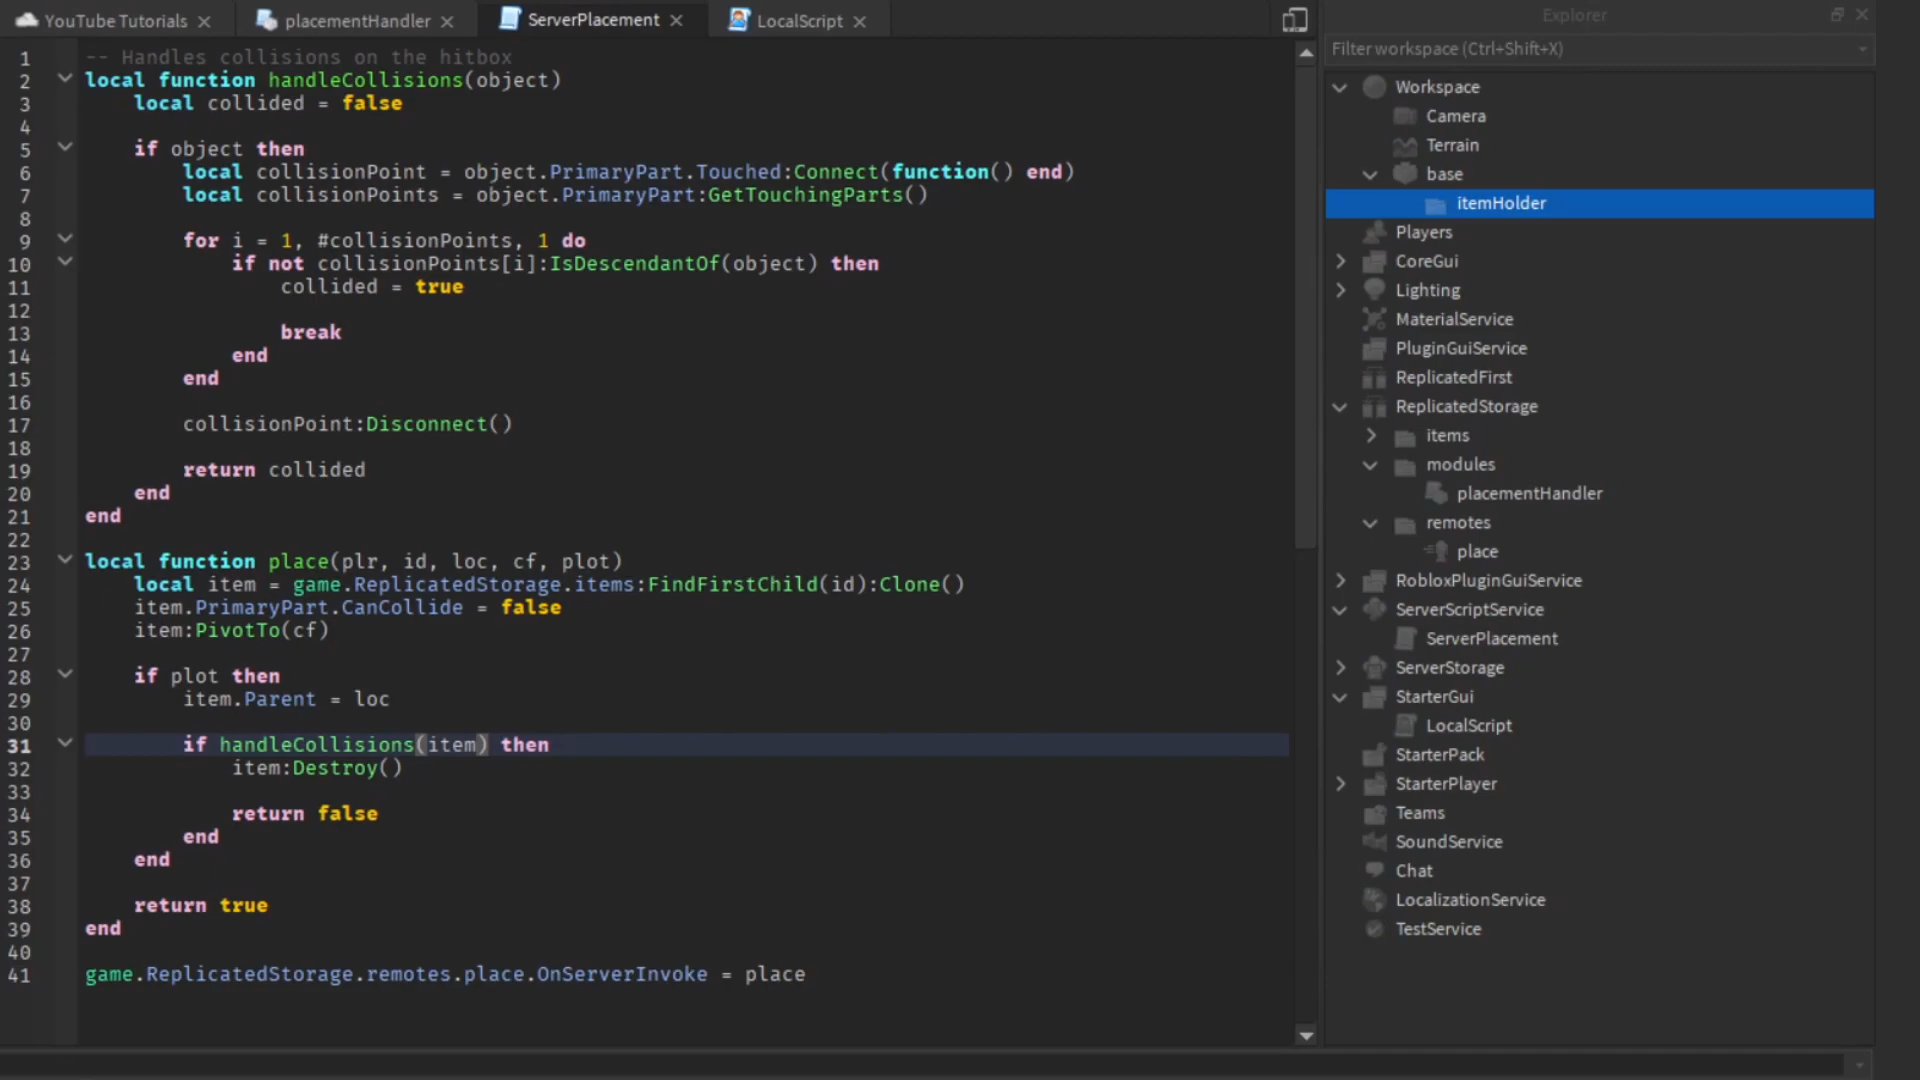 YouTube Tutorials
placementHandler
ServerPlacement
LocalScript
1 -- Handles collisions on the hitbox
2 local function handleCollisions(object)
3 local collided = false
4
5 if object then
6 local collisionPoint = object.PrimaryPart.Touched:Connect(function() end)
7 local collisionPoints = object.PrimaryPart:GetTouchingParts()
8
9 for i = 1, #collisionPoints, 1 do
10 if not collisionPoints[i]:IsDescendantOf(object) then
11 collided = true
12
13 break
14 end
15 end
16
17 collisionPoint:Disconnect()
18
19 return collided
20 end
21 end
22
23 local function place(plr, id, loc, cf, plot)
24 local item = game.ReplicatedStorage.items:FindFirstChild(id):Clone()
25 item.PrimaryPart.CanCollide = false
26 item:PivotTo(cf)
27
28 if plot then
29 item.Parent = loc
30
31 if handleCollisions(item) then
32 item:Destroy()
33
34 return false
35 end
36 end
37
38 return true
39 end
40
41 game.ReplicatedStorage.remotes.place.OnServerInvoke = place
Explorer
Filter workspace (Ctrl+Shift+X)
Workspace
Camera
Terrain
base
itemHolder
Players
CoreGui
Lighting
MaterialService
PluginGuiService
ReplicatedFirst
ReplicatedStorage
items
modules
placementHandler
remotes
place
RobloxPluginGuiService
ServerScriptService
ServerPlacement
ServerStorage
StarterGui
LocalScript
StarterPack
StarterPlayer
Teams
SoundService
Chat
LocalizationService
TestService